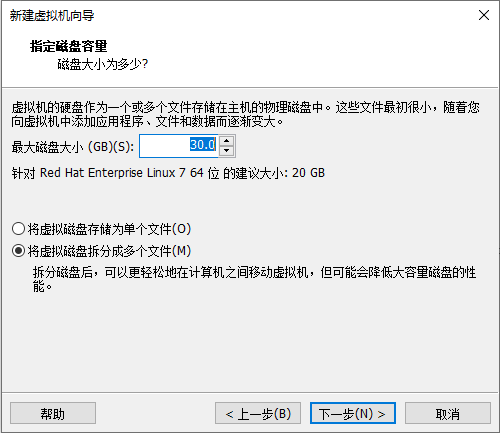 新建虚拟机向导
指定磁盘容量
磁盘大小为多少?
虚拟机的硬盘作为一个或多个文件存储在主机的物理磁盘中。这些文件最初很小，随着您
向虚拟机中添加应用程序、文件和数据而逐渐变大。
最大磁盘大小 (GB)(S): 30.0
针对 Red Hat Enterprise Linux 7 64 位 的建议大小: 20 GB
将虚拟磁盘存储为单个文件(O)
将虚拟磁盘拆分成多个文件(M)
拆分磁盘后，可以更轻松地在计算机之间移动虚拟机，但可能会降低大容量磁盘的性
能。
帮助 < 上一步(B) 下一步(N) > 取消